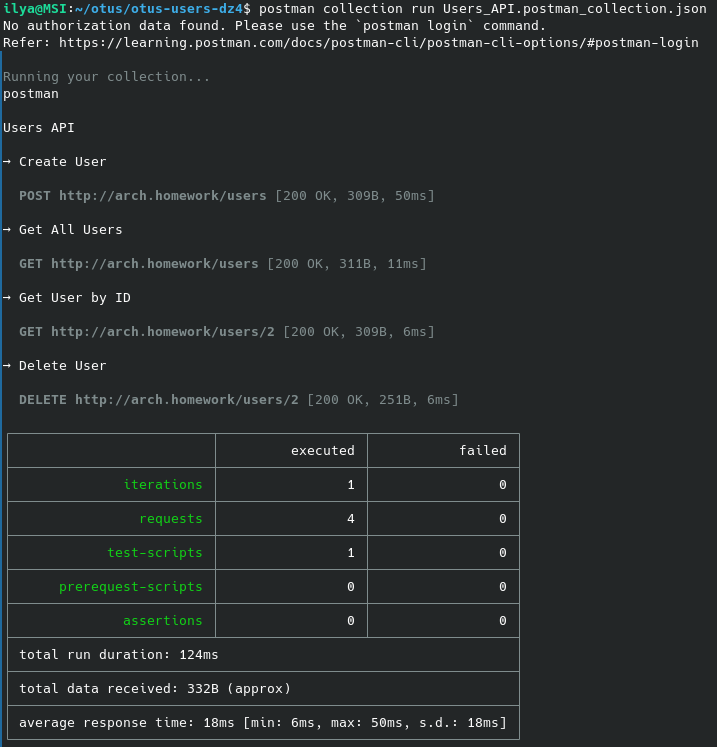 ilya@MSI:~/otus/otus-users-dz4$ postman collection run Users_API.postman_collection.json
No authorization data found. Please use the `postman login` command.
Refer: https://learning.postman.com/docs/postman-cli/postman-cli-options/#postman-login
Running your collection...
postman
Users API
→ Create User
POST http://arch.homework/users [200 OK, 309B, 50ms]
→ Get All Users
GET http://arch.homework/users [200 OK, 311B, 11ms]
→ Get User by ID
GET http://arch.homework/users/2 [200 OK, 309B, 6ms]
→ Delete User
DELETE http://arch.homework/users/2 [200 OK, 251B, 6ms]
executed failed
iterations 1 0
requests 4 0
test-scripts 1 0
prerequest-scripts 0 0
assertions 0 0
total run duration: 124ms
total data received: 332B (approx)
average response time: 18ms [min: 6ms, max: 50ms, s.d.: 18ms]